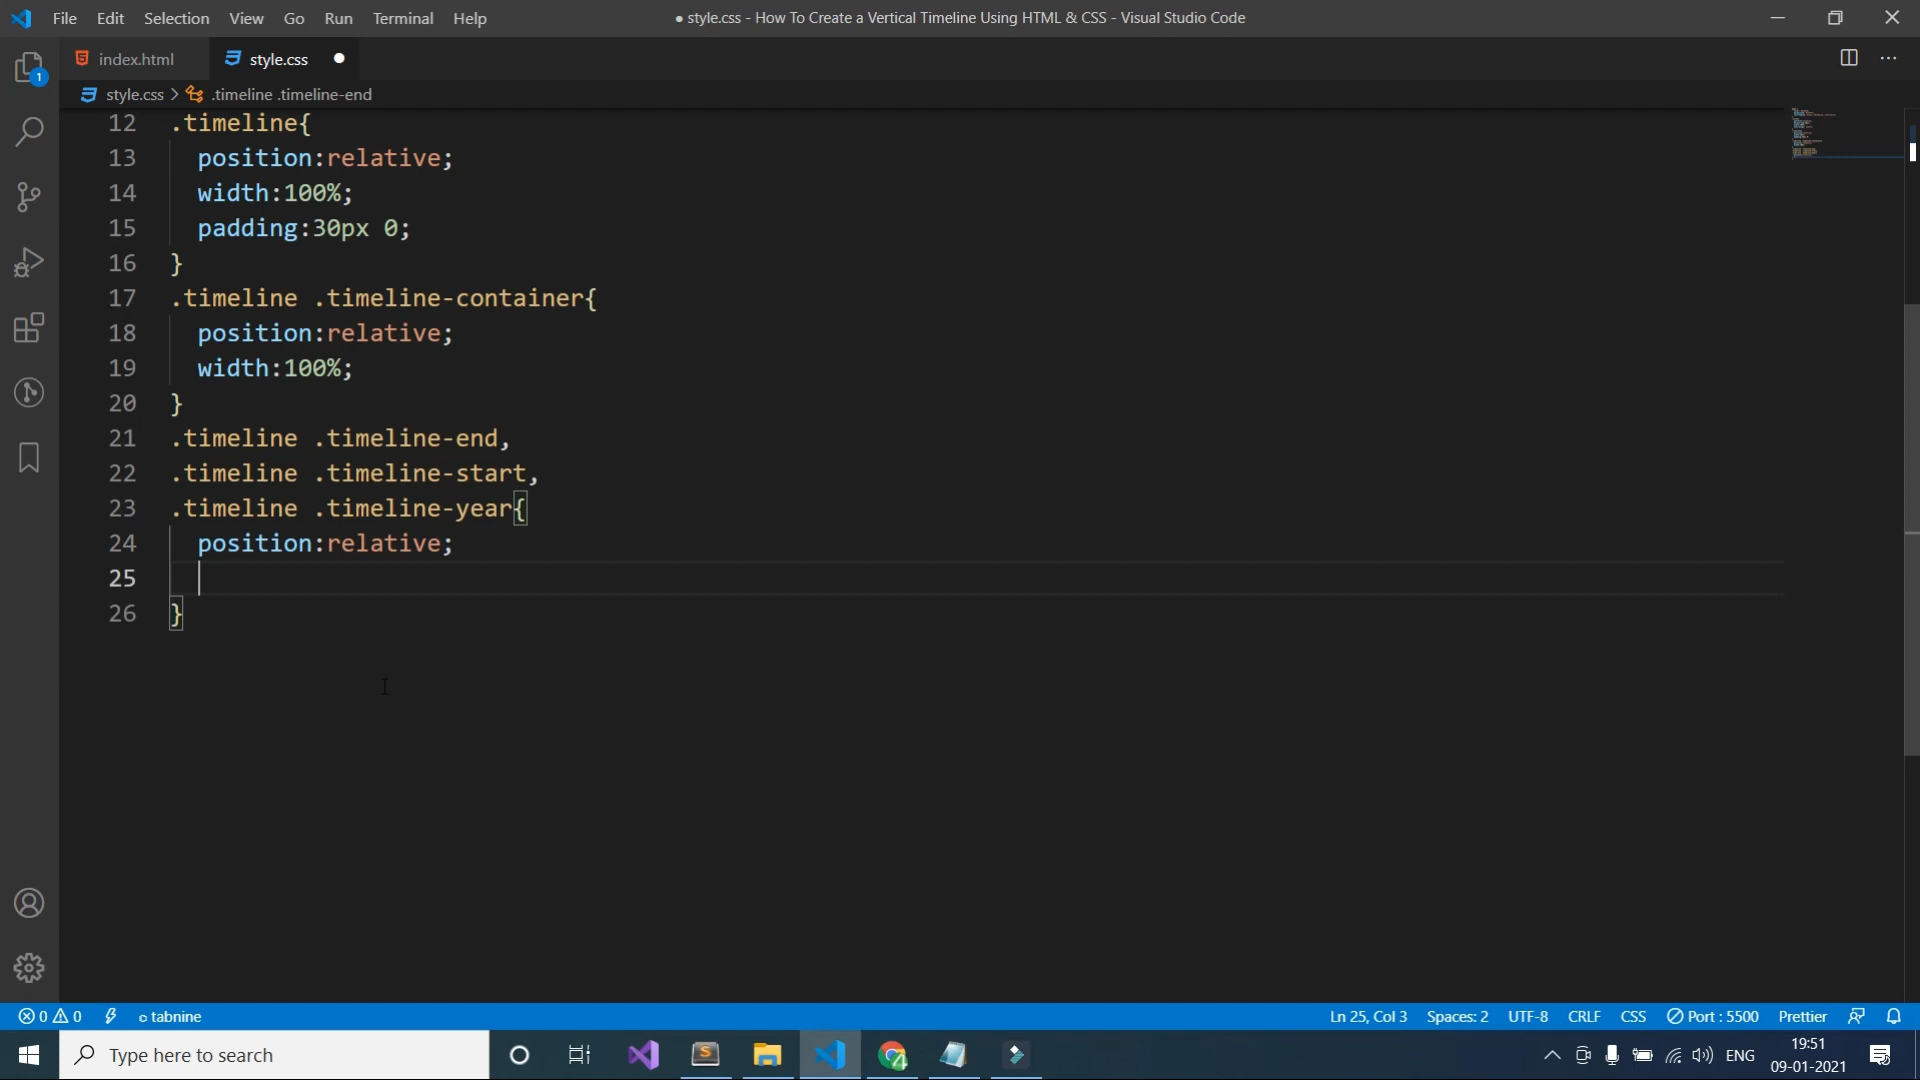 File Edit Selection View Go Run Terminal Help
● style.css - How To Create a Vertical Timeline Using HTML & CSS - Visual Studio Code
index.html
style.css ●
1
style.css > .timeline .timeline-end
12 .timeline{
13 position:relative;
14 width:100%;
15 padding:30px 0;
16 }
17 .timeline .timeline-container{
18 position:relative;
19 width:100%;
20 }
21 .timeline .timeline-end,
22 .timeline .timeline-start,
23 .timeline .timeline-year{
24 position:relative;
25
26 }
0 0 tabnine
Ln 25, Col 3 Spaces: 2 UTF-8 CRLF CSS Port : 5500 Prettier
Type here to search
ENG
19:51
09-01-2021